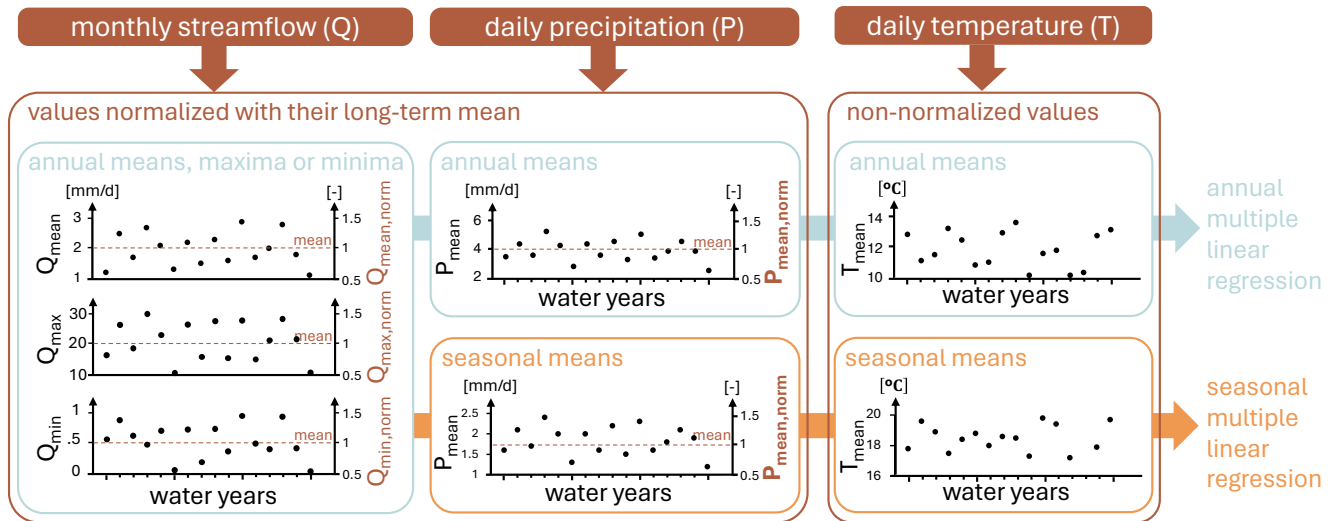 monthly streamflow (Q)
daily precipitation (P)
daily temperature (T)
values normalized with their long-term mean
non-normalized values
annual means, maxima or minima
[mm/d]
[-]
3
2
1
Qmean
1.5
1
0.5
Qmean,norm
mean
30
20
10
Qmax
1.5
1
0.5
Qmax,norm
mean
1
.5
0
Qmin
1.5
1
0.5
Qmin,norm
mean
water years
annual means
[mm/d]
[-]
6
4
2
Pmean
1.5
1
0.5
Pmean,norm
mean
water years
seasonal means
[mm/d]
[-]
2.5
2
1.5
1
Pmean
1.5
1
0.5
Pmean,norm
mean
water years
annual means
[ºC]
14
12
10
Tmean
water years
seasonal means
[ºC]
20
18
16
Tmean
water years
annual
multiple
linear
regression
seasonal
multiple
linear
regression